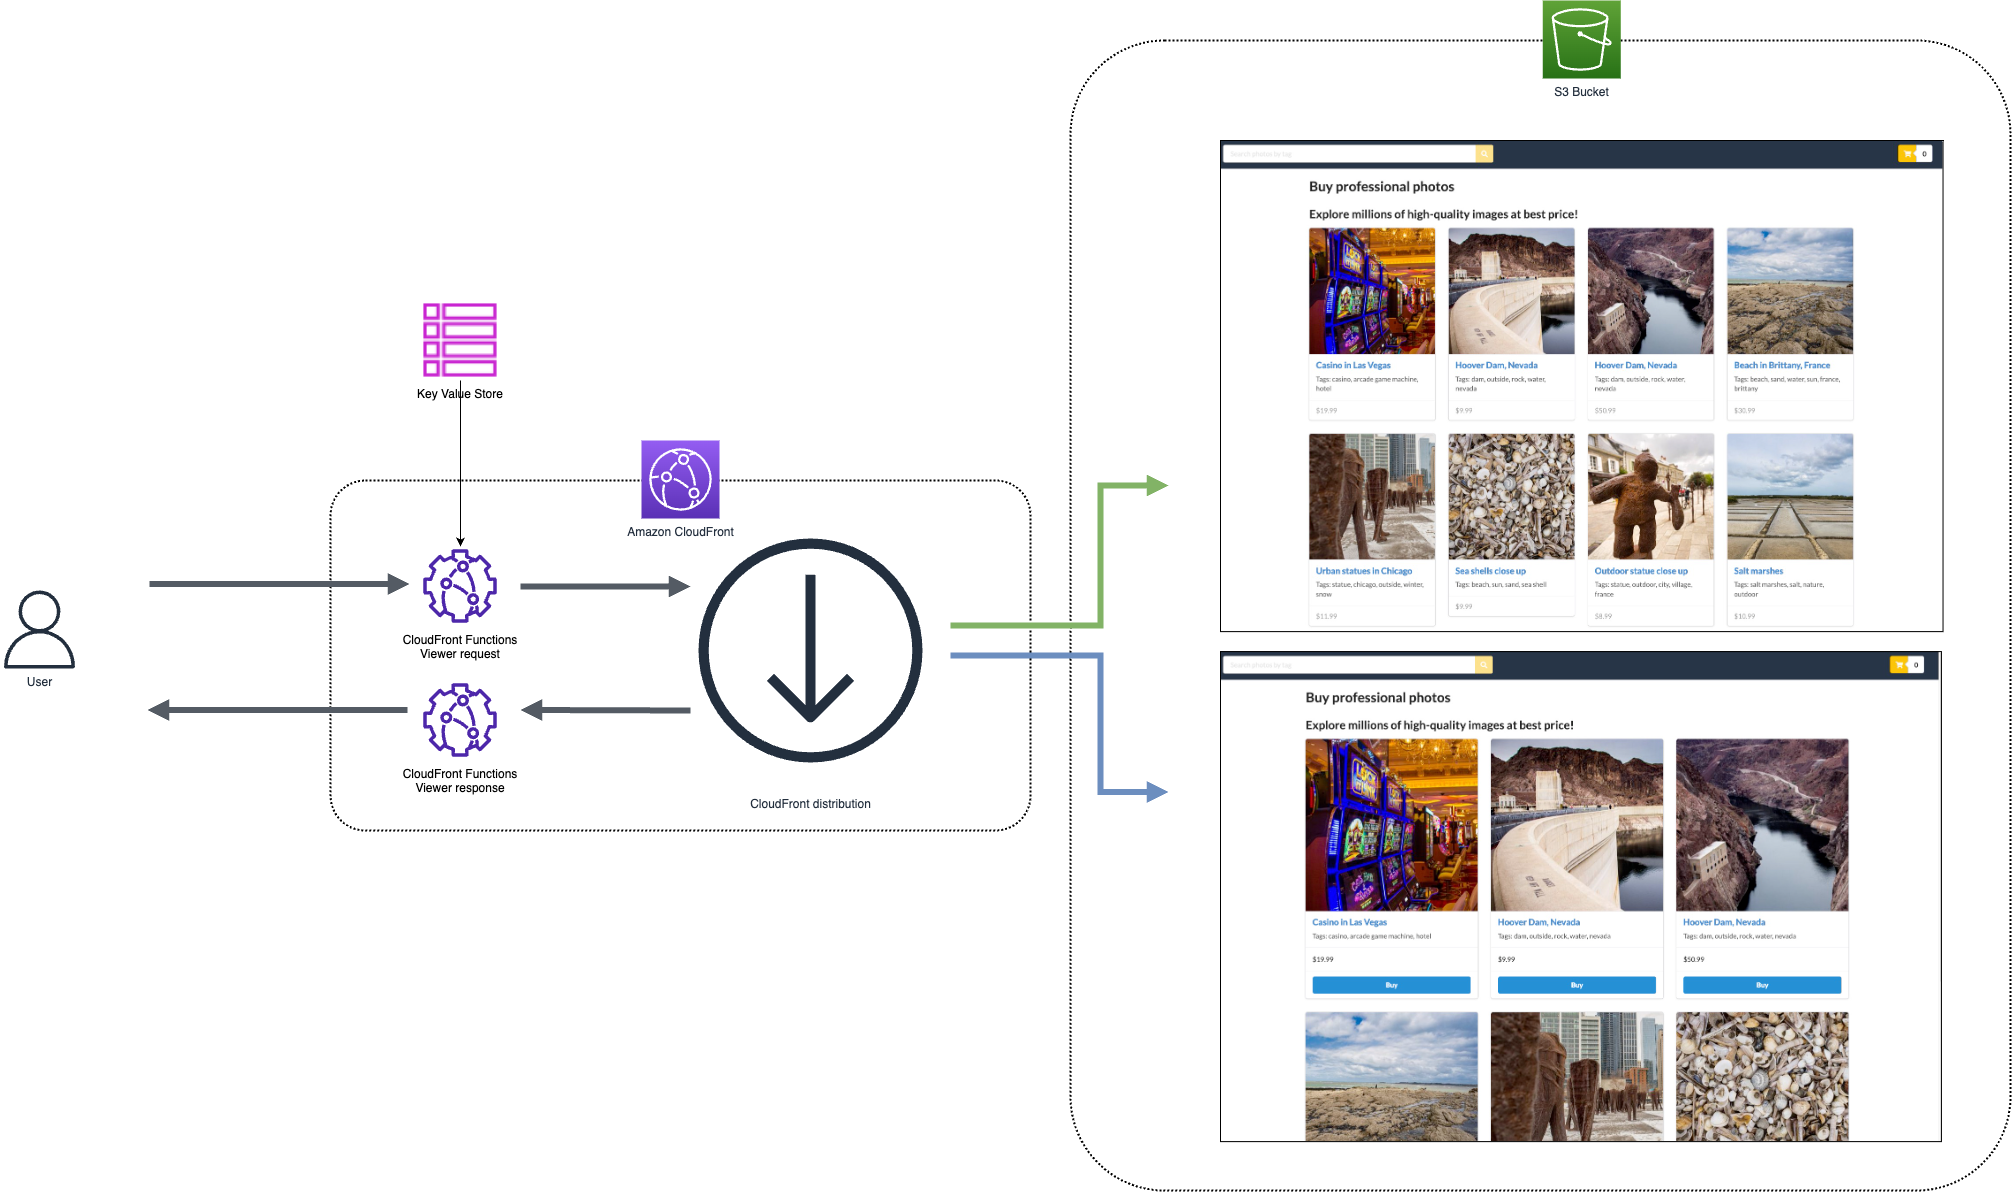 S3 Bucket
Search photos by tag
0
Buy professional photos
Explore millions of high-quality images at best price!
Casino in Las Vegas
Tags: casino, arcade game machine,
hotel
$19.99
Hoover Dam, Nevada
Tags: dam, outside, rock, water,
nevada
$9.99
Hoover Dam, Nevada
Tags: dam, outside, rock, water,
nevada
$50.99
Beach in Brittany, France
Tags: beach, sand, water, sun, france,
brittany
$30.99
Urban statues in Chicago
Tags: statue, chicago, outside, winter,
snow
$11.99
Sea shells close up
Tags: beach, sun, sand, sea shell
$9.99
Outdoor statue close up
Tags: statue, outdoor, city, village,
france
$8.99
Salt marshes
Tags: salt marshes, salt, nature,
outdoor
$10.99
Key Value Store
Amazon CloudFront
CloudFront Functions
Viewer request
User
CloudFront Functions
Viewer response
CloudFront distribution
Search photos by tag
0
Buy professional photos
Explore millions of high-quality images at best price!
Casino in Las Vegas
Tags: casino, arcade game machine, hotel
$19.99
Buy
Hoover Dam, Nevada
Tags: dam, outside, rock, water, nevada
$9.99
Buy
Hoover Dam, Nevada
Tags: dam, outside, rock, water, nevada
$50.99
Buy